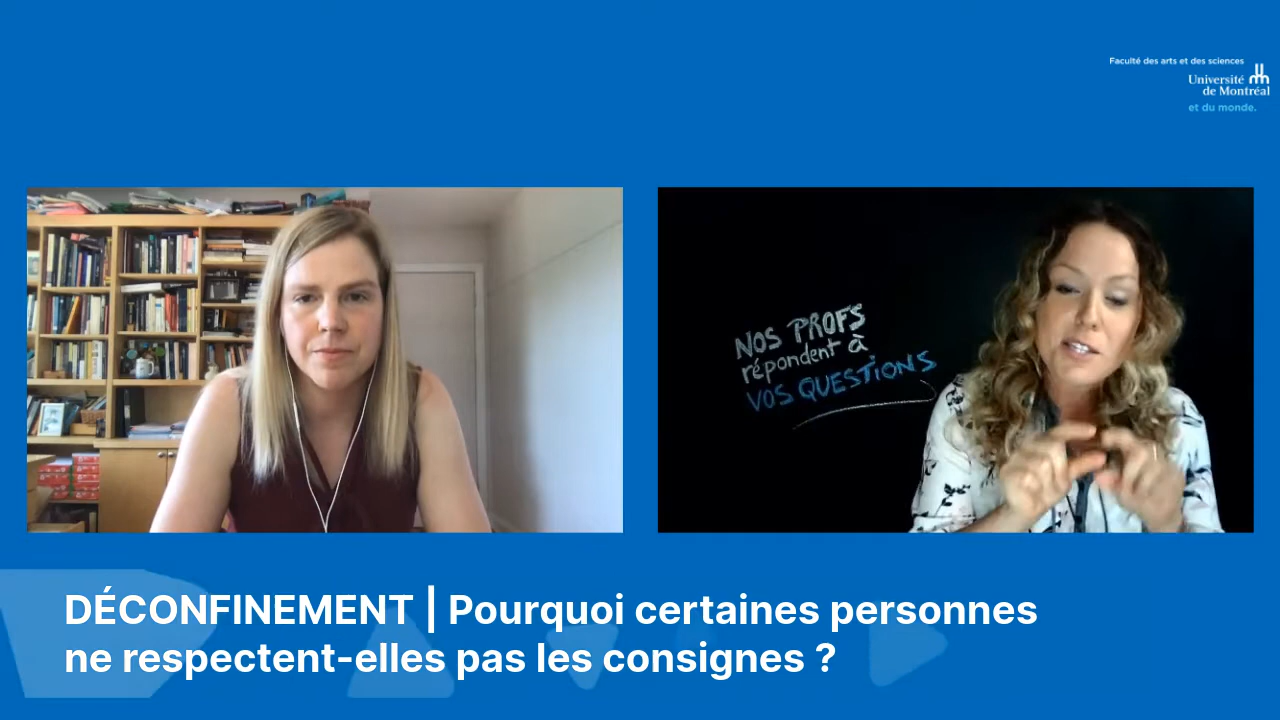 Faculté des arts et des sciences
Université
de Montréal
et du monde.
NOS PROFS
répondent à
VOS QUESTIONS
DÉCONFINEMENT | Pourquoi certaines personnes
ne respectent-elles pas les consignes ?